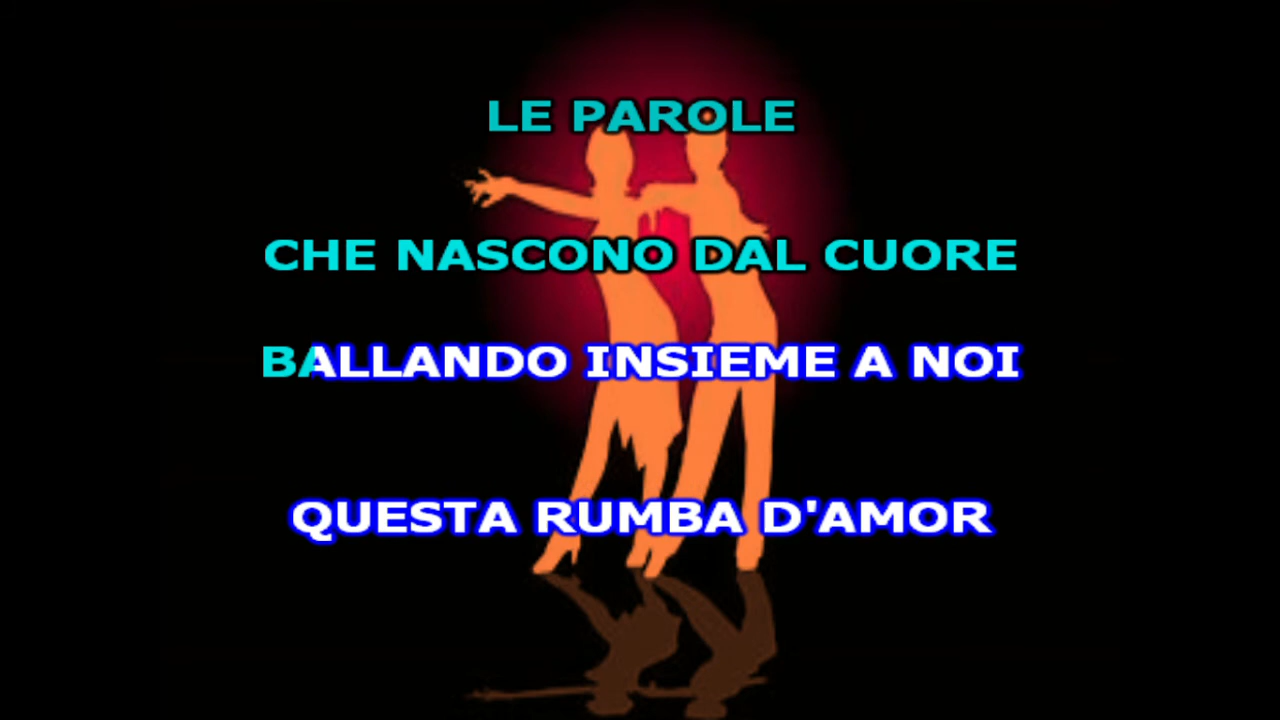 LE PAROLE
CHE NASCONO DAL CUORE
BALLANDO INSIEME A NOI
QUESTA RUMBA D'AMOR